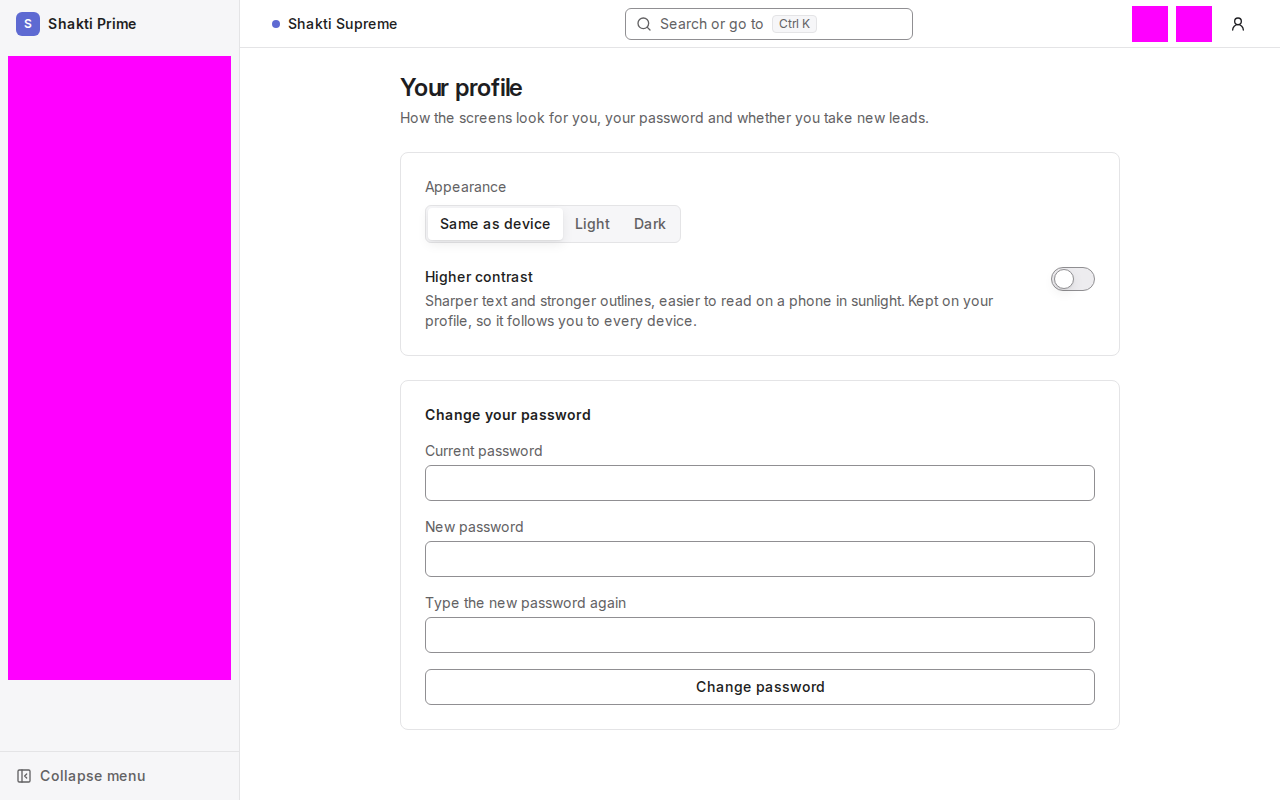 S Shakti Prime
Shakti Supreme
Search or go to Ctrl K
Your profile
How the screens look for you, your password and whether you take new leads.
Appearance
Same as device Light Dark
Higher contrast
Sharper text and stronger outlines, easier to read on a phone in sunlight. Kept on your
profile, so it follows you to every device.
Change your password
Current password
New password
Type the new password again
Change password
Collapse menu